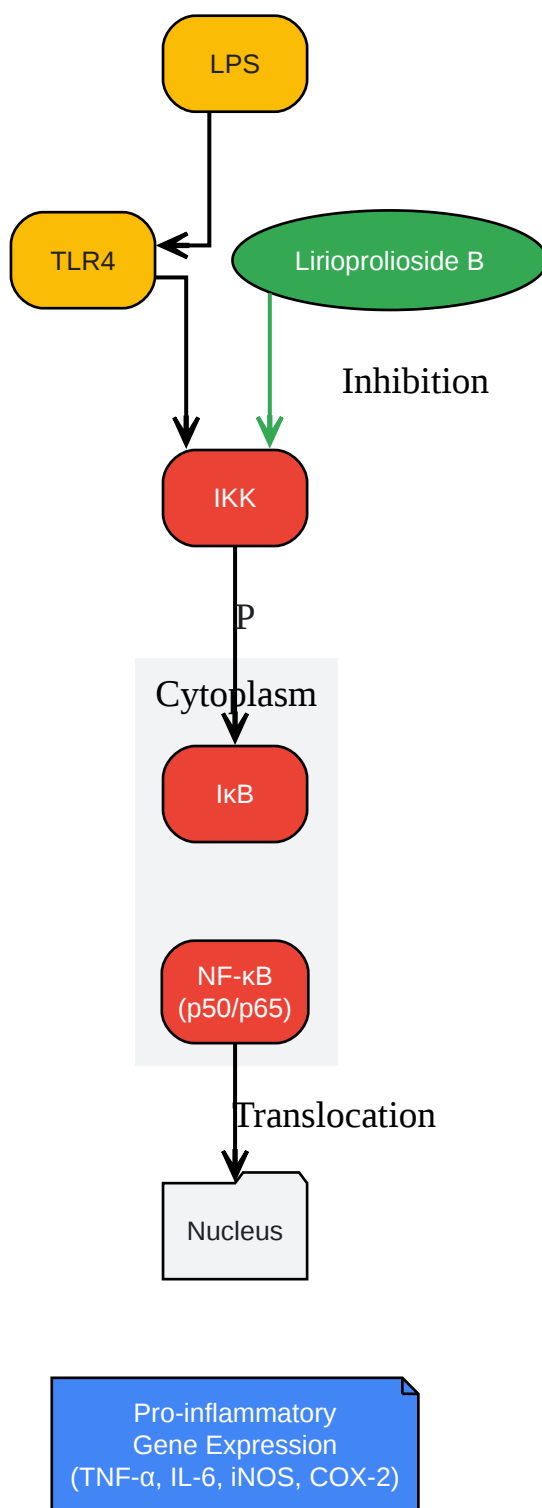 LPS
TLR4
Lirioprolioside B
Inhibition
IKK
P
Cytoplasm
IκB
NF-κB
(p50/p65)
Translocation
Nucleus
Pro-inflammatory
Gene Expression
(TNF-α, IL-6, iNOS, COX-2)